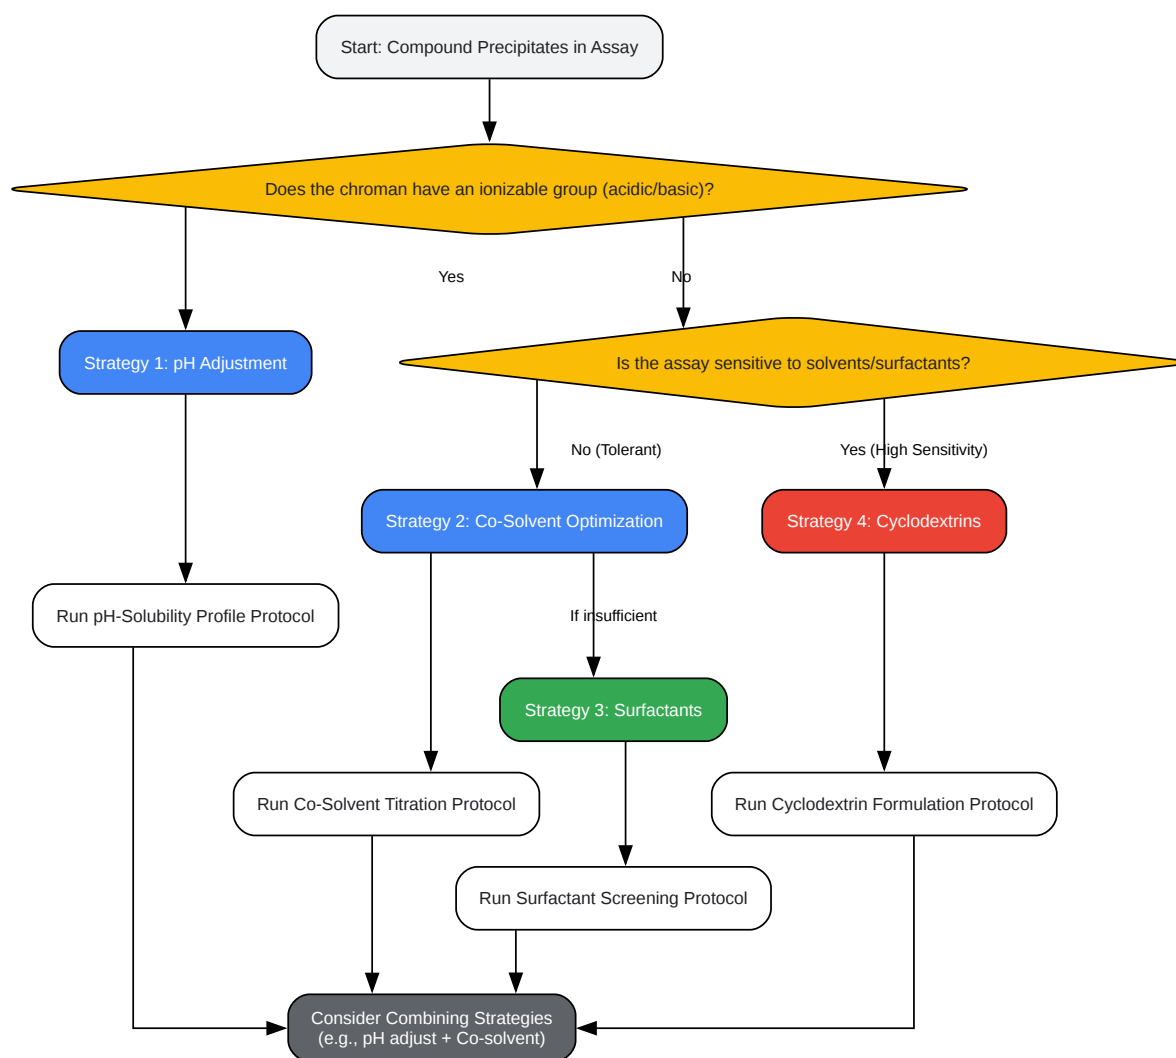 Start: Compound Precipitates in Assay
Does the chroman have an ionizable group (acidic/basic)?
Yes
No
Strategy 1: pH Adjustment
Is the assay sensitive to solvents/surfactants?
No (Tolerant)
Yes (High Sensitivity)
Strategy 2: Co-Solvent Optimization
Strategy 4: Cyclodextrins
Run pH-Solubility Profile Protocol
If insufficient
Strategy 3: Surfactants
Run Co-Solvent Titration Protocol
Run Cyclodextrin Formulation Protocol
Run Surfactant Screening Protocol
Consider Combining Strategies
(e.g., pH adjust + Co-solvent)